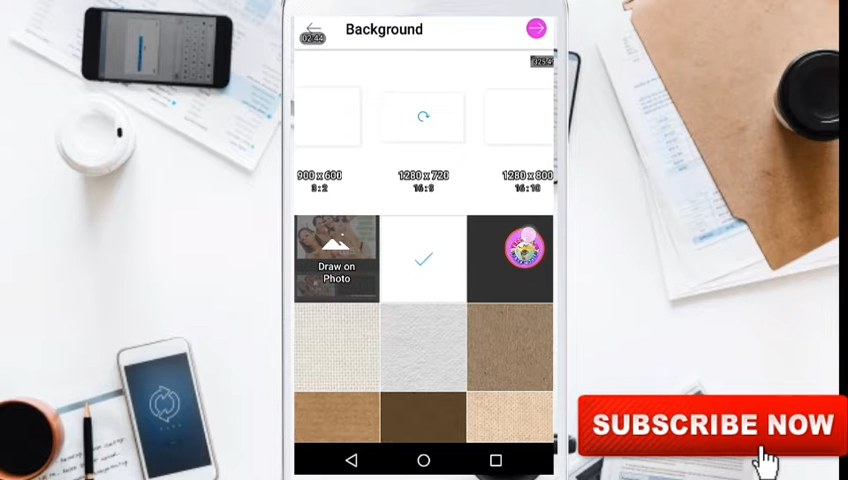 Background
02:44
900 x 600
3 : 2
1280 x 720
16 : 9
1280 x 800
16 : 10
Draw on
Photo
SUBSCRIBE NOW